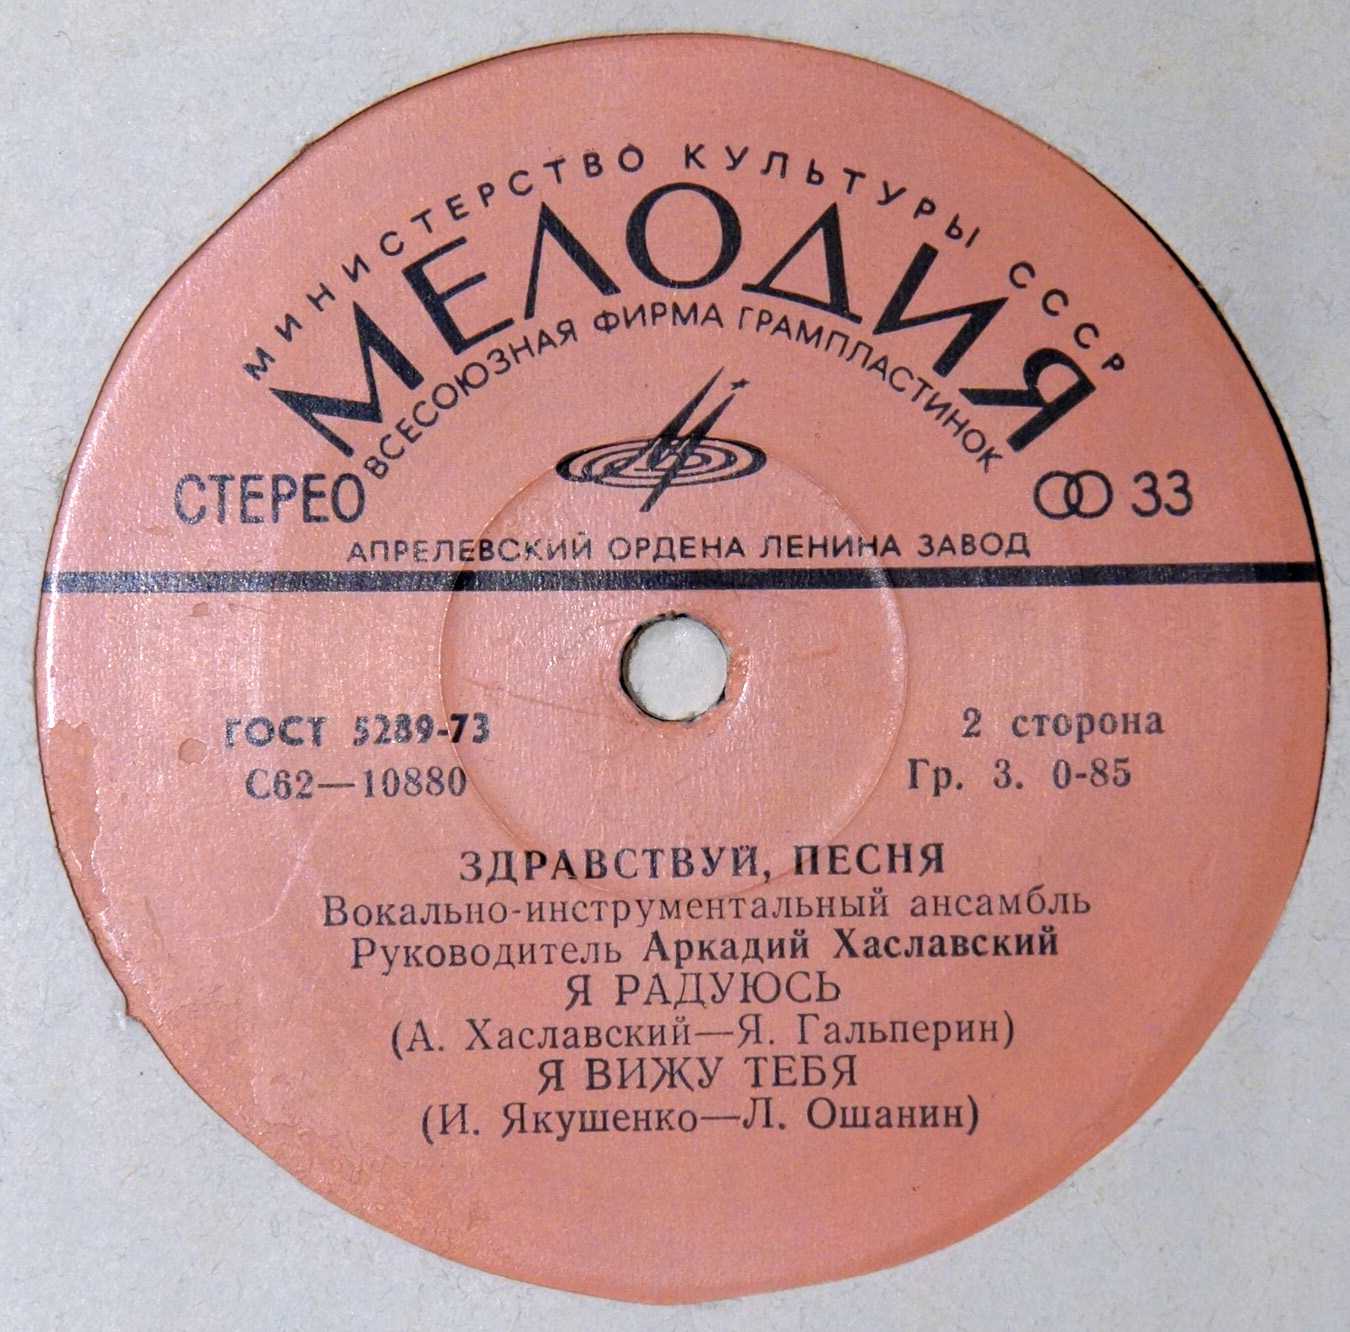 МИНИСТЕРСТВО КУЛЬТУРЫ СССР
МЕЛОДИЯ
ВСЕСОЮЗНАЯ ФИРМА ГРАМПЛАСТИНОК
СТЕРЕО
33
АПРЕЛЕВСКИЙ ОРДЕНА ЛЕНИНА ЗАВОД
ГОСТ 5289-73
2 сторона
С62—10880
Гр. 3. 0-85
ЗДРАВСТВУЙ, ПЕСНЯ
Вокально-инструментальный ансамбль
Руководитель Аркадий Хаславский
Я РАДУЮСЬ
(А. Хаславский—Я. Гальперин)
Я ВИЖУ ТЕБЯ
(И. Якушенко—Л. Ошанин)